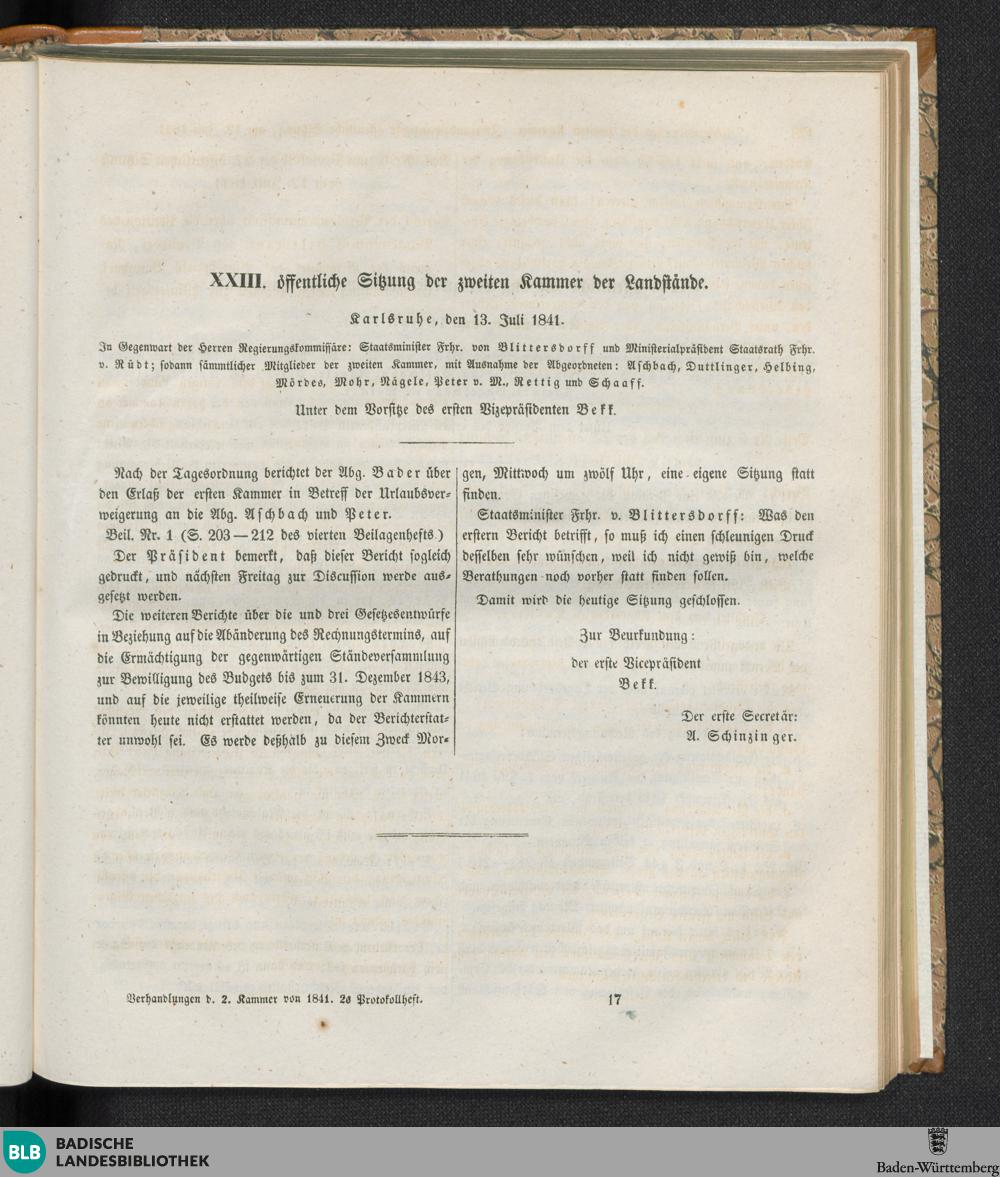 XXIII. öffentliche Sitzung der zweiten Kammer der Landstände.
Karlsruhe, den 13. Juli 1841.
In Gegenwart der Herren Regierungskommissäre: Staatsminister Frhr. von Blittersdorff und Ministerialpräsident Staatsrath Frhr.
v. Rüdt; sodann sämmtlicher Mitglieder der zweiten Kammer, mit Ausnahme der Abgeordneten: Aschbach, Duttlinger, Helbing,
Mördes, Mohr, Nägele, Peter v. M., Rettig und Schaaff.
Unter dem Vorsitze des ersten Vizepräsidenten Bekk.
Nach der Tagesordnung berichtet der Abg. Bader über
den Erlaß der ersten Kammer in Betreff der Urlaubsver-
weigerung an die Abg. Aschbach und Peter.
Beil. Nr. 1 (S. 203—212 des vierten Beilagenhefts.)
Der Präsident bemerkt, daß dieser Bericht sogleich
gedruckt, und nächsten Freitag zur Discussion werde aus-
gesetzt werden.
Die weiteren Berichte über die und drei Gesetzesentwürfe
in Beziehung auf die Abänderung des Rechnungstermins, auf
die Ermächtigung der gegenwärtigen Ständeversammlung
zur Bewilligung des Budgets bis zum 31. Dezember 1843,
und auf die jeweilige theilweise Erneuerung der Kammern
könnten heute nicht erstattet werden, da der Berichterstat-
ter unwohl sei. Es werde deßhalb zu diesem Zweck Mor-
gen, Mittwoch um zwölf Uhr, eine eigene Sitzung statt
finden.
Staatsminister Frhr. v. Blittersdorff: Was den
erstern Bericht betrifft, so muß ich einen schleunigen Druck
desselben sehr wünschen, weil ich nicht gewiß bin, welche
Berathungen noch vorher statt finden sollen.
Damit wird die heutige Sitzung geschlossen.
Zur Beurkundung:
der erste Vicepräsident
Bekk.
Der erste Secretär:
A. Schinzinger.
Verhandlungen d. 2. Kammer von 1841. 2s Protokollheft.
17
BLB
BADISCHE
LANDESBIBLIOTHEK
Baden-Württemberg